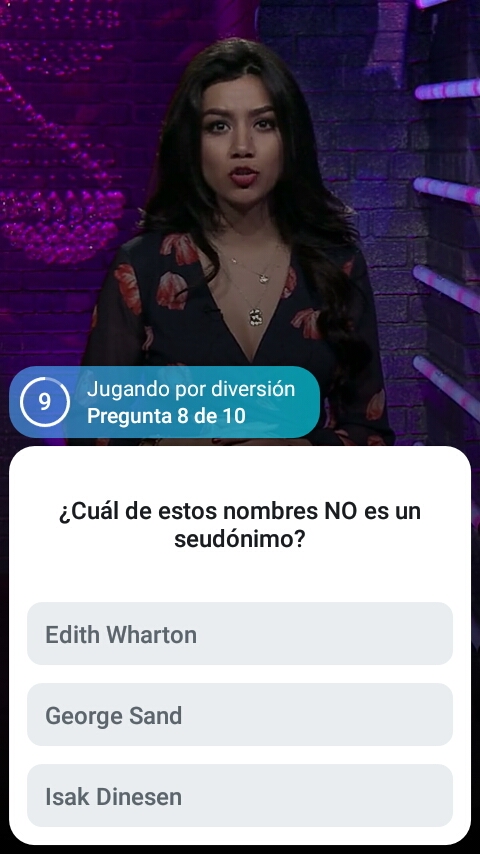 9
Jugando por diversión
Pregunta 8 de 10
¿Cuál de estos nombres NO es un
seudónimo?
Edith Wharton
George Sand
Isak Dinesen